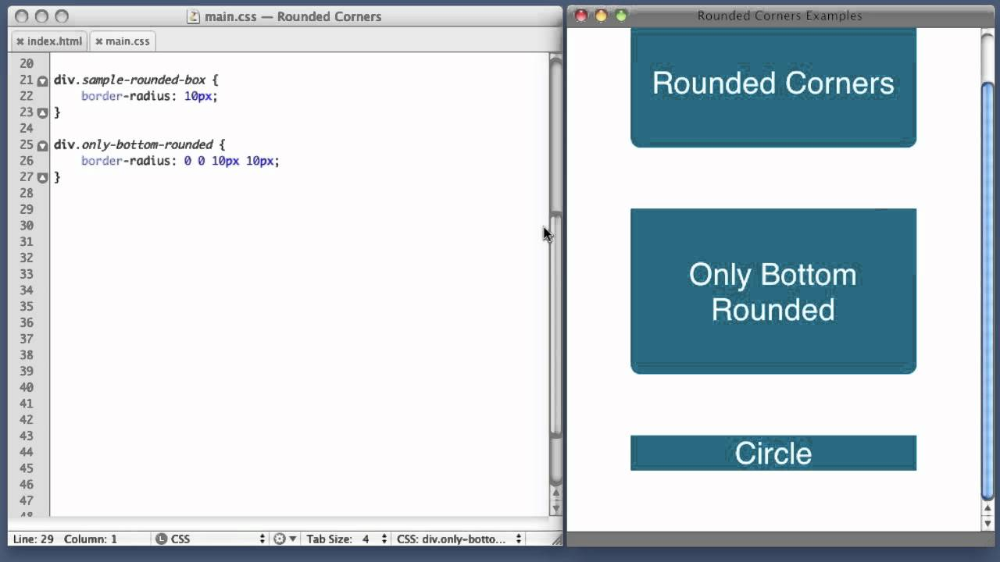 main.css — Rounded Corners
index.html
main.css
20
21 div.sample-rounded-box {
22 border-radius: 10px;
23 }
24
25 div.only-bottom-rounded {
26 border-radius: 0 0 10px 10px;
27 }
28
29
30
31
32
33
34
35
36
37
38
39
40
41
42
43
44
45
46
47
48
Line: 29 Column: 1 L CSS Tab Size: 4 CSS: div.only-botto...
Rounded Corners Examples
Rounded Corners
Only Bottom
Rounded
Circle